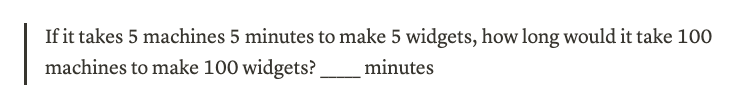 If it takes 5 machines 5 minutes to make 5 widgets, how long would it take 100
machines to make 100 widgets? _____ minutes